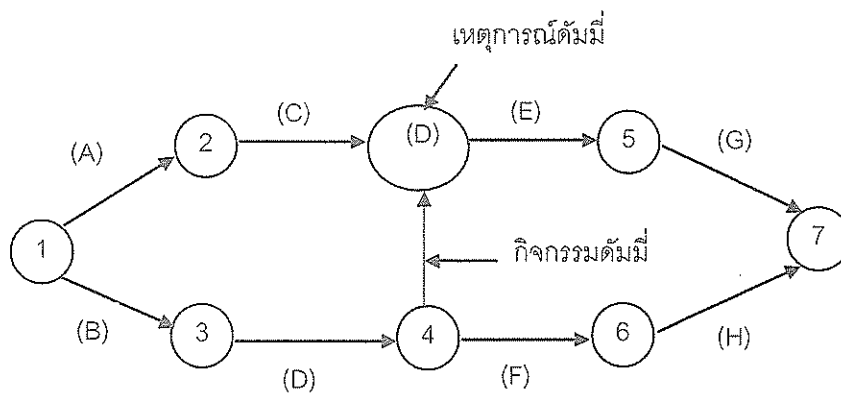 เหตุการณ์ดัมมี่
(C) (D) (E)
(A) 2 5 (G)
1 7
กิจกรรมดัมมี่
(B) 3 4 6 (H)
(D) (F)